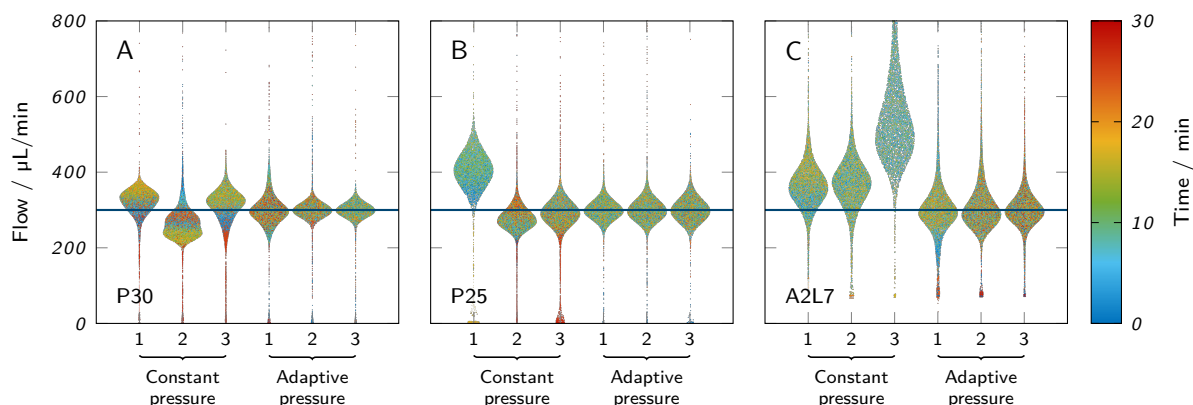 A
B
C
800
600
400
200
0
Flow / µL/min
P30
P25
A2L7
1 2 3 1 2 3
1 2 3 1 2 3
1 2 3 1 2 3
Constant
pressure
Adaptive
pressure
Constant
pressure
Adaptive
pressure
Constant
pressure
Adaptive
pressure
30
20
10
0
Time / min